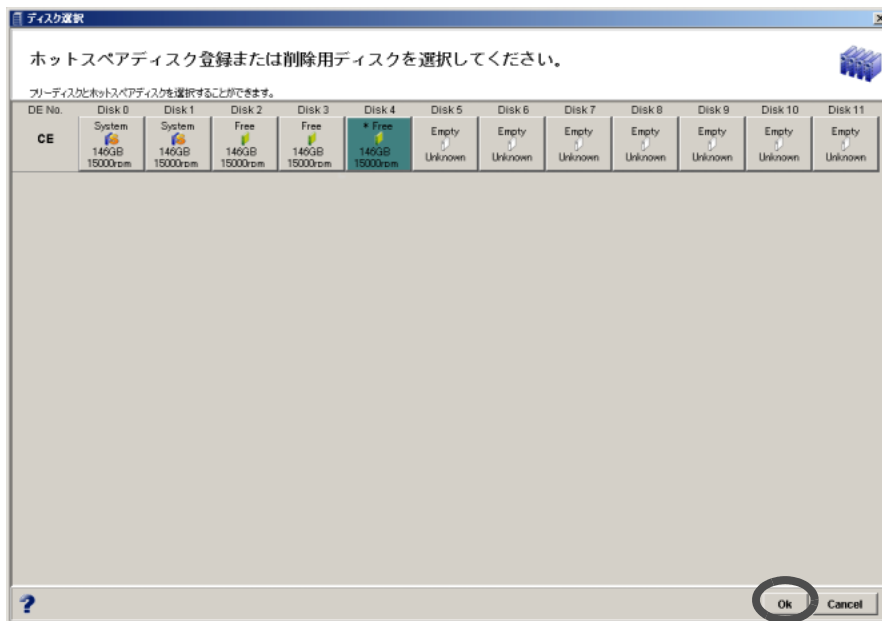 ディスク選択
ホットスペアディスク登録または削除用ディスクを選択してください。
フリーディスクとホットスペアディスクを選択することができます。
DE No. Disk 0 Disk 1 Disk 2 Disk 3 Disk 4 Disk 5 Disk 6 Disk 7 Disk 8 Disk 9 Disk 10 Disk 11
System System Free Free * Free Empty Empty Empty Empty Empty Empty Empty
CE
146GB 146GB 146GB 146GB 146GB Unknown Unknown Unknown Unknown Unknown Unknown Unknown
15000rpm 15000rpm 15000rpm 15000rpm 15000rpm
? Ok Cancel